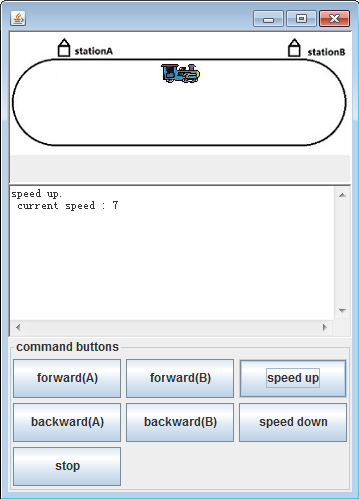 stationA
stationB
speed up.
current speed : 7
command buttons
forward(A) forward(B) speed up
backward(A) backward(B) speed down
stop